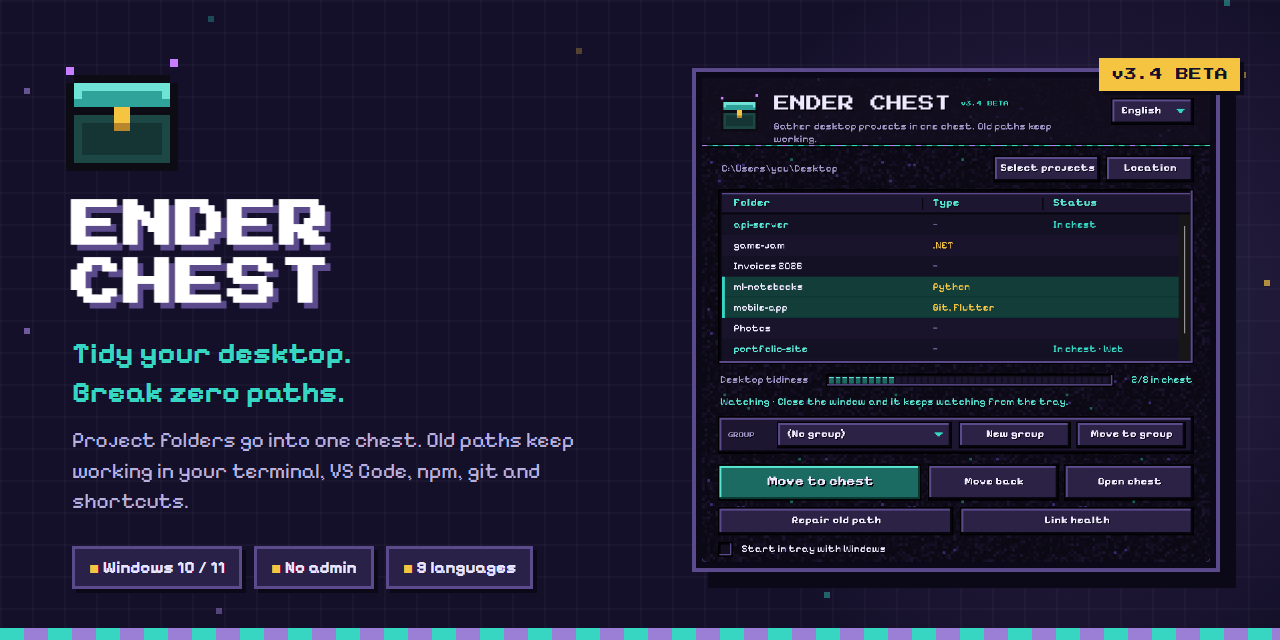 ENDER
CHEST
Tidy your desktop.
Break zero paths.
Project folders go into one chest. Old paths keep
working in your terminal, VS Code, npm, git and
shortcuts.
Windows 10 / 11
No admin
9 languages
v3.4 BETA
ENDER CHEST v3.4 BETA
English
Gather desktop projects in one chest. Old paths keep
working.
C:\Users\you\Desktop
Select projects
Location
Folder Type Status
api-server - In chest
game-jam .NET
Invoices 2026 -
ml-notebooks Python
mobile-app Git, Flutter
Photos -
portfolio-site - In chest · Web
Desktop tidiness 2/8 in chest
Watching · Close the window and it keeps watching from the tray.
GROUP (No group) New group Move to group
Move to chest Move back Open chest
Repair old path Link health
Start in tray with Windows